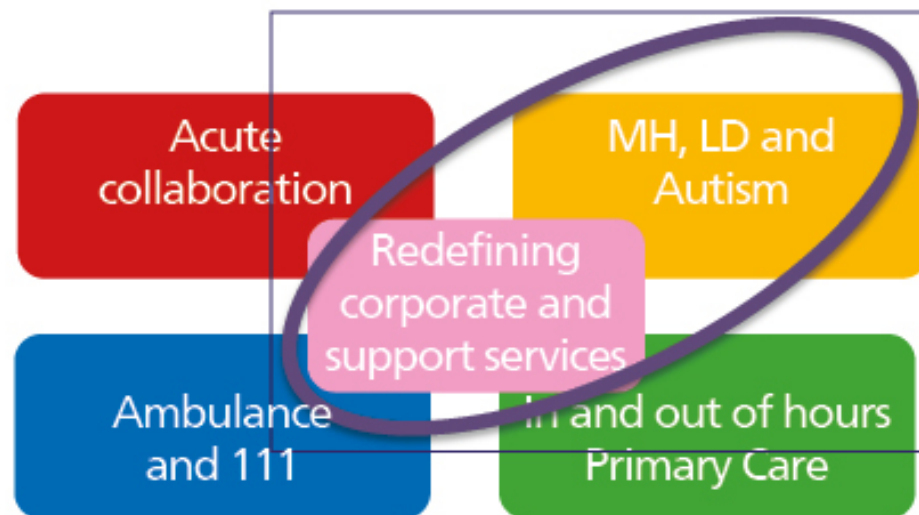 Acute
collaboration
MH, LD and
Autism
Redefining
corporate and
support services
Ambulance
and 111
In and out of hours
Primary Care